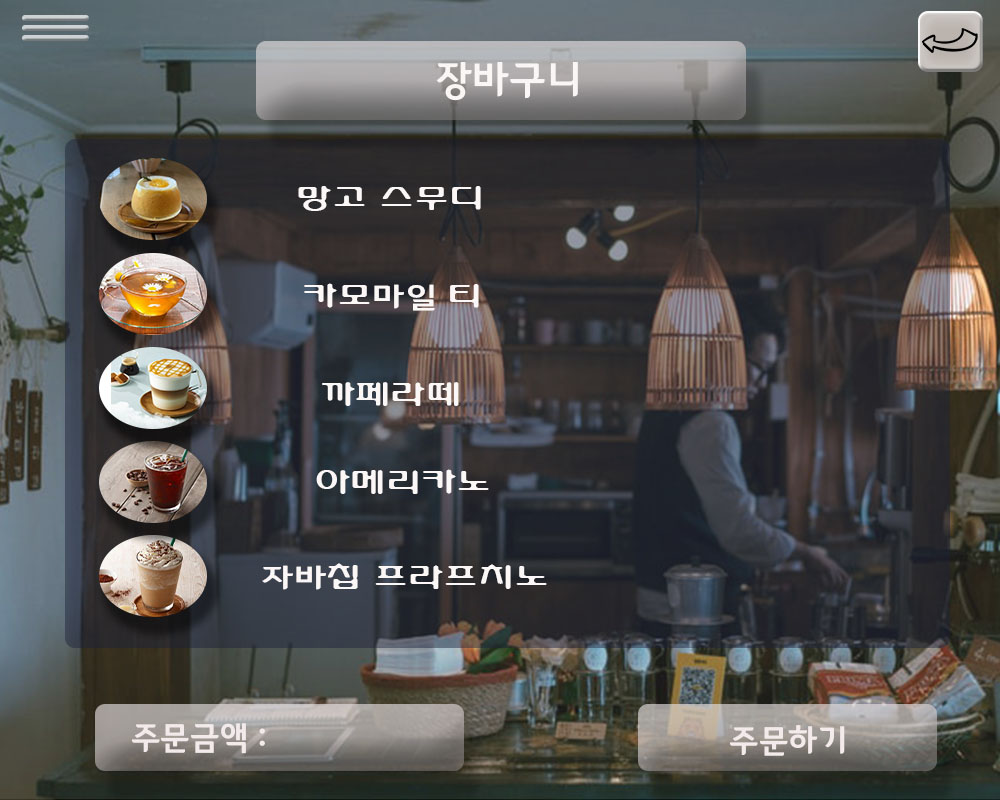 장바구니
망고 스무디
카모마일 티
까페라떼
아메리카노
자바칩 프라프치노
주문금액 :
주문하기